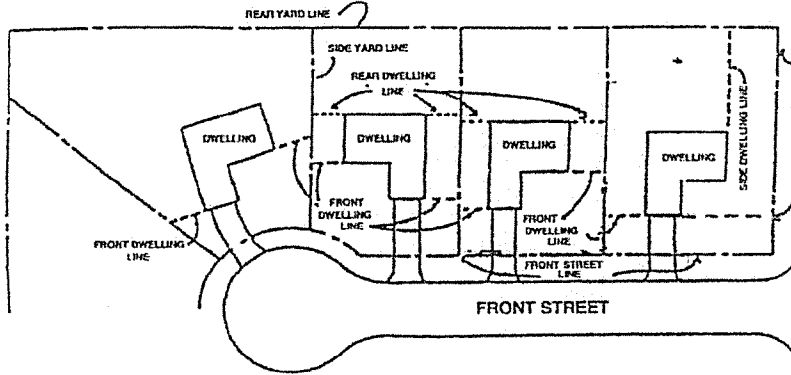 REAR YARD LINE
SIDE YARD LINE
REAR DWELLING
LINE
DWELLING
DWELLING
DWELLING
DWELLING
SIDE DWELLING LINE
FRONT
DWELLING
LINE
FRONT
DWELLING
LINE
FRONT DWELLING
LINE
FRONT STREET
LINE
FRONT STREET